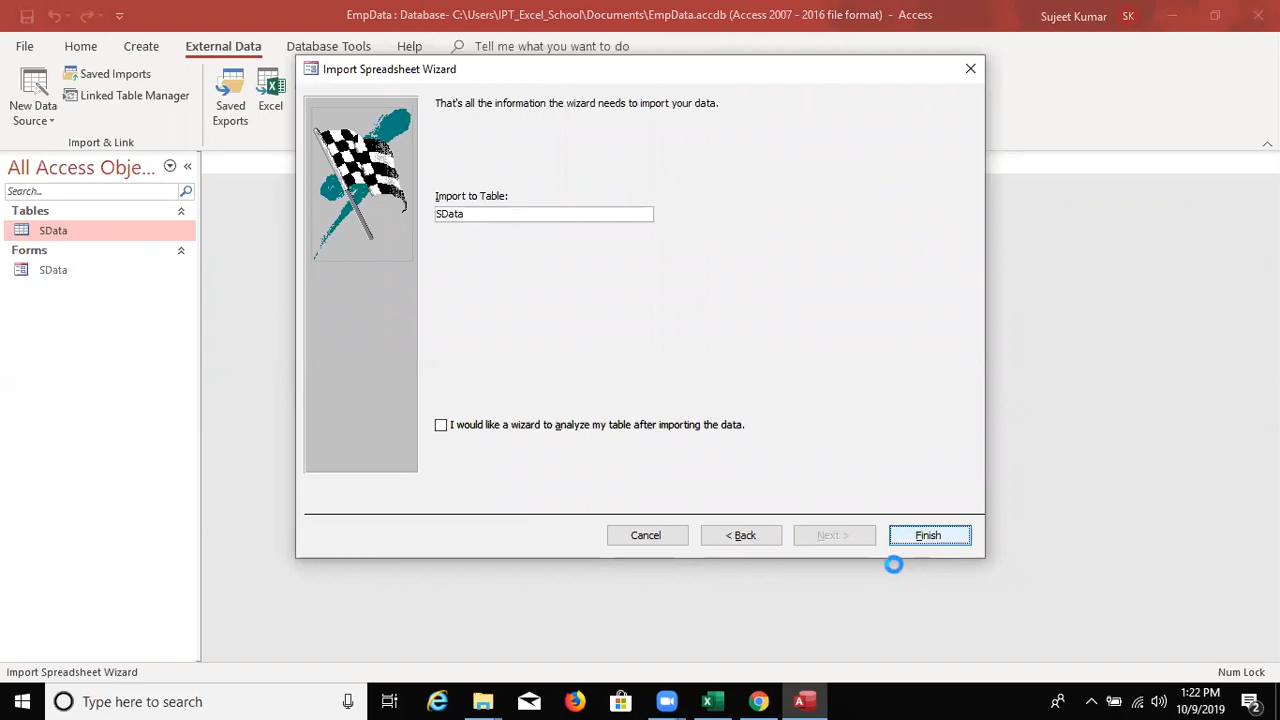 EmpData : Database- C:\Users\IPT_Excel_School\Documents\EmpData.accdb (Access 2007 - 2016 file format) - Access
Sujeet Kumar
SK
File
Home
Create
External Data
Database Tools
Help
Tell me what you want to do
New Data
Source
Saved Imports
Linked Table Manager
Saved
Exports
Excel
Import & Link
All Access Obje...
Search...
Tables
SData
Forms
SData
Import Spreadsheet Wizard
That's all the information the wizard needs to import your data.
Import to Table:
SData
I would like a wizard to analyze my table after importing the data.
Cancel
< Back
Next >
Finish
Import Spreadsheet Wizard
Num Lock
Type here to search
1:22 PM
10/9/2019
2